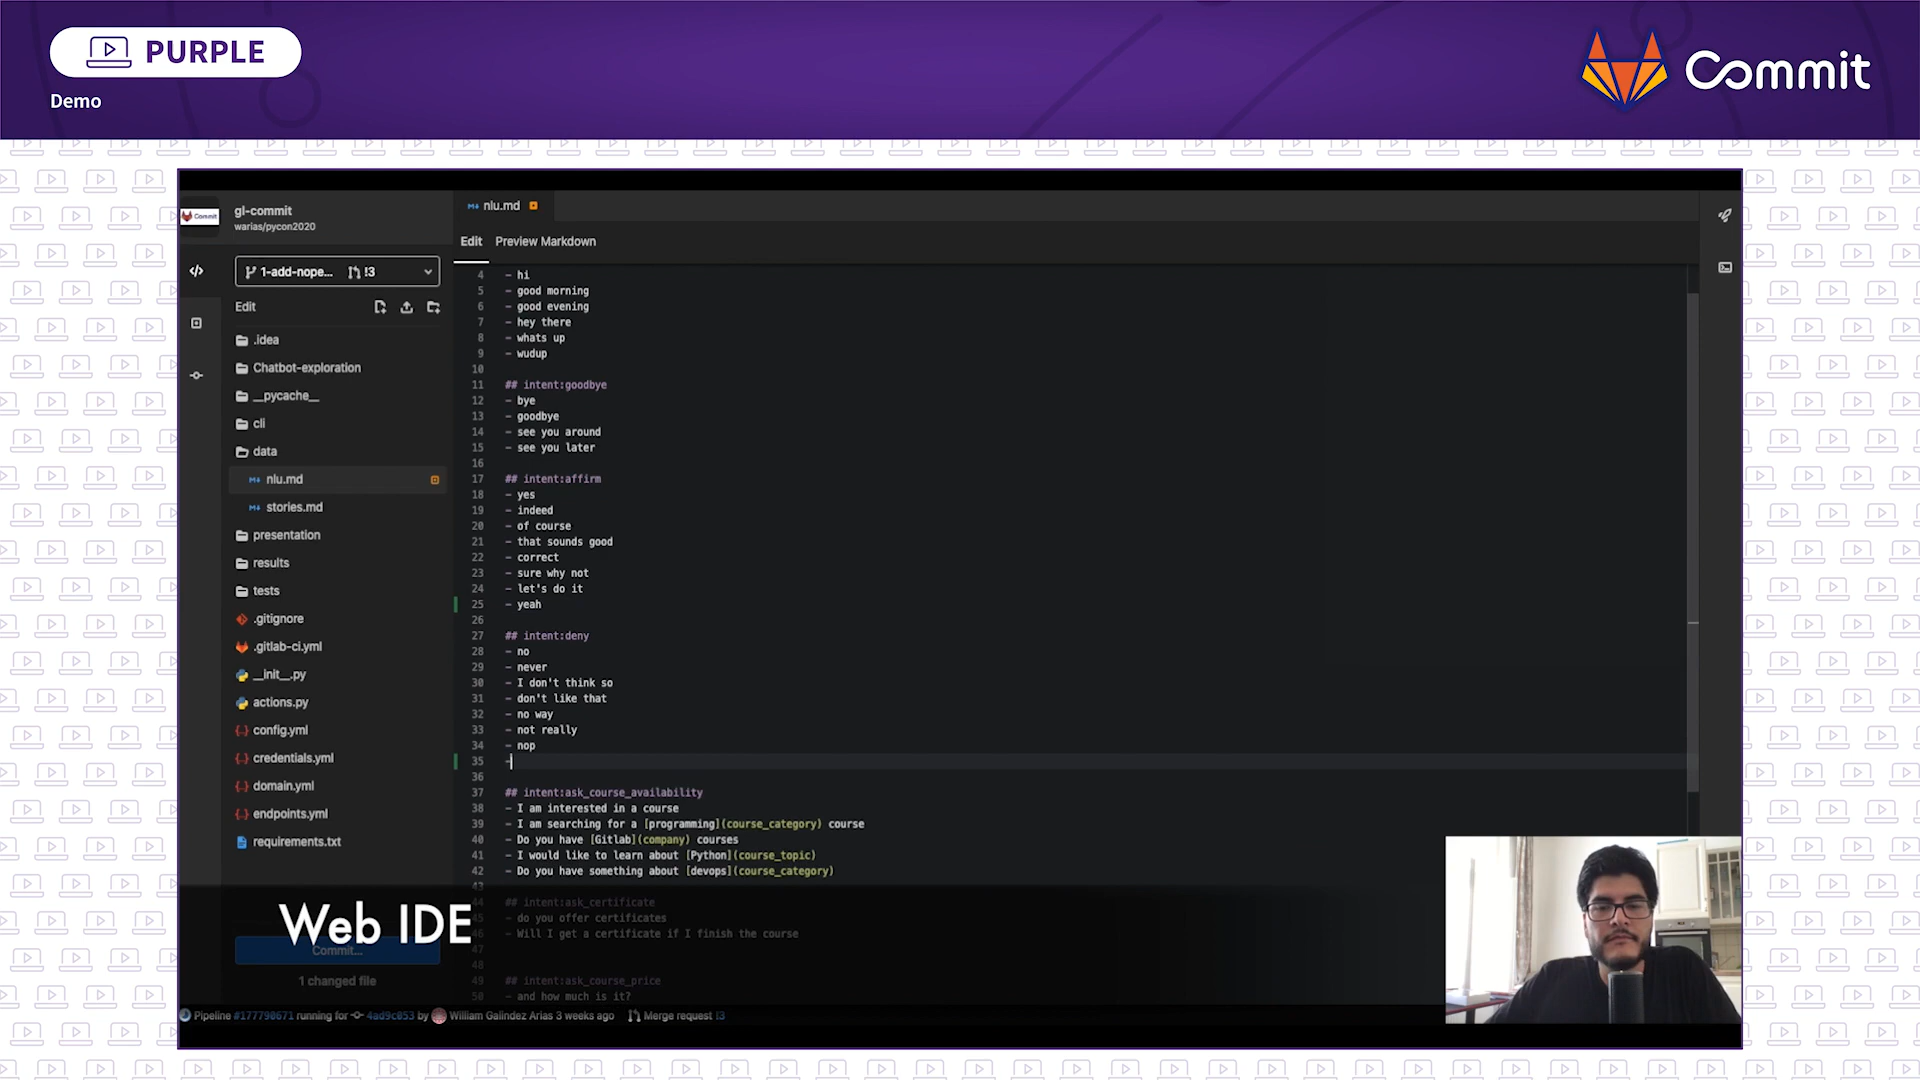 PURPLE
Demo
Commit
Commit
gl-commit
warias/pycon2020
nlu.md
Edit
Preview Markdown
1-add-nope... !3
Edit
.idea
Chatbot-exploration
__pycache__
cli
data
nlu.md
stories.md
presentation
results
tests
.gitignore
.gitlab-ci.yml
__init__.py
actions.py
config.yml
credentials.yml
domain.yml
endpoints.yml
requirements.txt
4 - hi
5 - good morning
6 - good evening
7 - hey there
8 - whats up
9 - wudup
10
11 ## intent:goodbye
12 - bye
13 - goodbye
14 - see you around
15 - see you later
16
17 ## intent:affirm
18 - yes
19 - indeed
20 - of course
21 - that sounds good
22 - correct
23 - sure why not
24 - let's do it
25 - yeah
26
27 ## intent:deny
28 - no
29 - never
30 - I don't think so
31 - don't like that
32 - no way
33 - not really
34 - nop
35 -
36
37 ## intent:ask_course_availability
38 - I am interested in a course
39 - I am searching for a [programming](course_category) course
40 - Do you have [Gitlab](company) courses
41 - I would like to learn about [Python](course_topic)
42 - Do you have something about [devops](course_category)
43
44 ## intent:ask_certificate
45 - do you offer certificates
46 - Will I get a certificate if I finish the course
47
48
49 ## intent:ask_course_price
50 - and how much is it?
Web IDE
Commit...
1 changed file
Pipeline #177790671 running for 4ad9c053 by William Galindez Arias 3 weeks ago Merge request !3